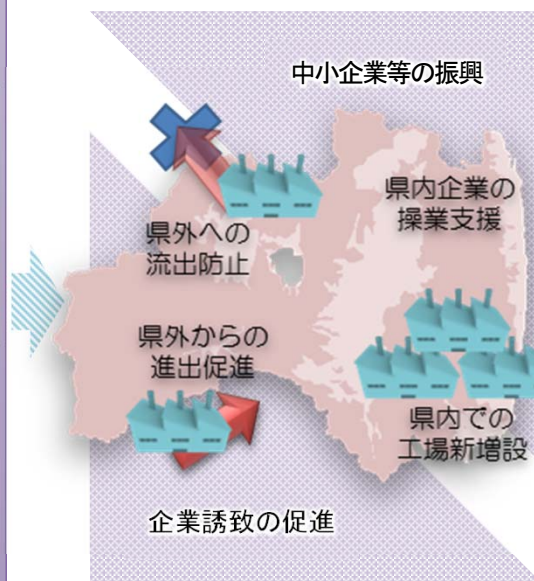 中小企業等の振興
県内企業の
操業支援
県外への
流出防止
県外からの
進出促進
県内での
工場新増設
企業誘致の促進